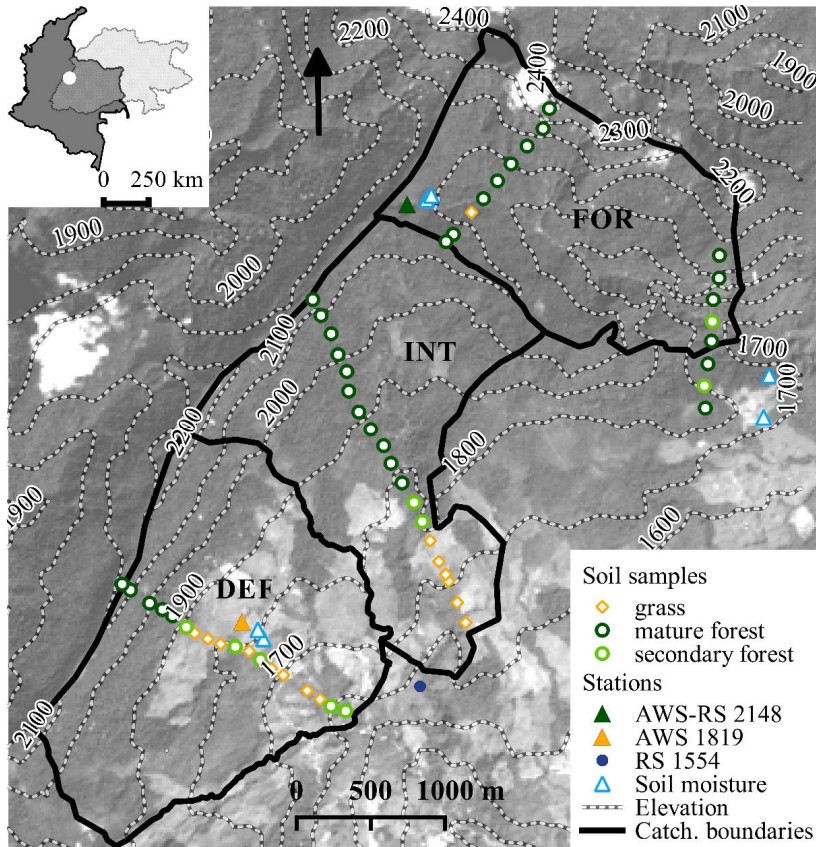 0 250 km
2200
2400
2100
1900
2400
2000
2300
2200
1900
FOR
2000
1700
2100
INT
1700
2000
2200
1800
1900
1600
DEF
1900
1700
2100
0 500 1000 m
Soil samples
grass
mature forest
secondary forest
Stations
AWS-RS 2148
AWS 1819
RS 1554
Soil moisture
Elevation
Catch. boundaries